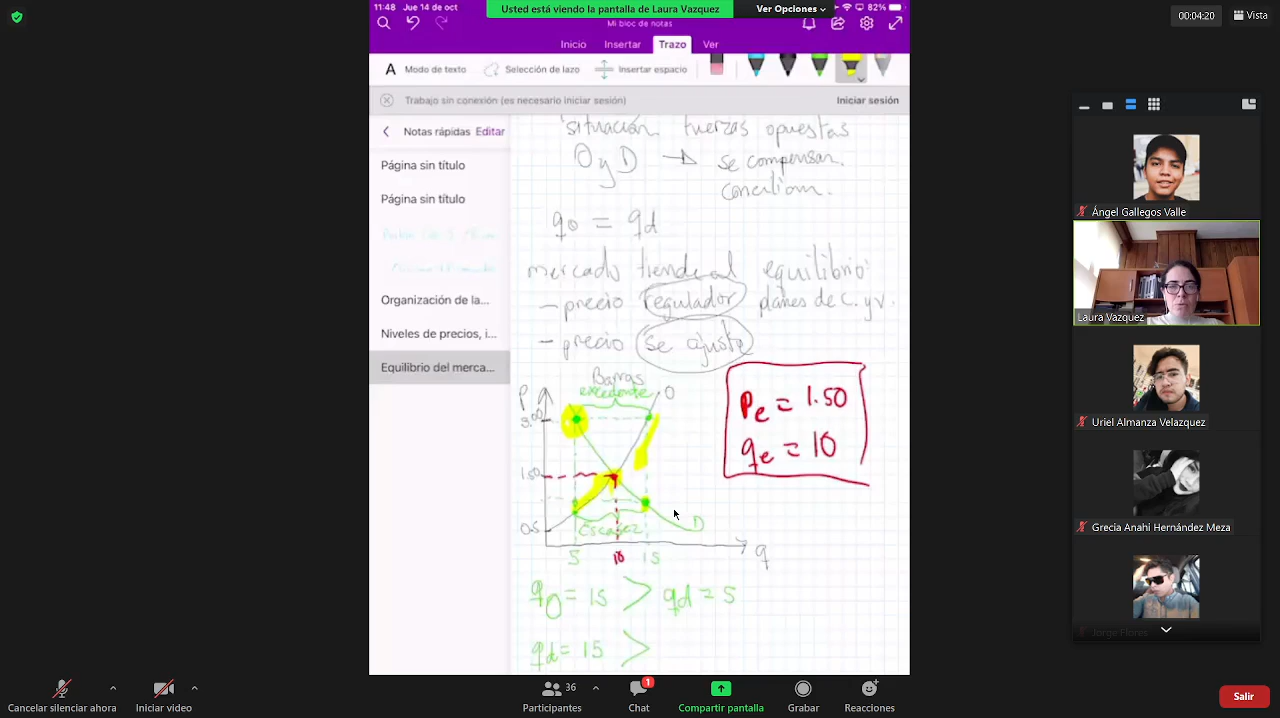 11:48 Jue 14 de oct
Usted está viendo la pantalla de Laura Vazquez
Ver Opciones
82%
00:04:20
Vista
Mi bloc de notas
Inicio
Insertar
Trazo
Ver
A Modo de texto
Selección de lazo
Insertar espacio
Trabajo sin conexión (es necesario iniciar sesión)
Iniciar sesión
Notas rápidas
Editar
Página sin título
Página sin título
Organización de la...
Niveles de precios, i...
Equilibrio del merca...
situación fuerzas opuestas
O y D → se compensan.
concilian.
qo = qd
mercado tiende al equilibrio:
- precio regulador planes de c. y v.
- precio se ajusta
Barras
excedente
P
O
3.00
1.50
0.5
Escasez
D
5
10
15
q
Pe = 1.50
qe = 10
qO = 15 > qd = 5
qd = 15 >
Ángel Gallegos Valle
Laura Vazquez
Uriel Almanza Velazquez
Grecia Anahi Hernández Meza
Jorge Flores
Cancelar silenciar ahora
Iniciar video
36
Participantes
1
Chat
Compartir pantalla
Grabar
Reacciones
Salir